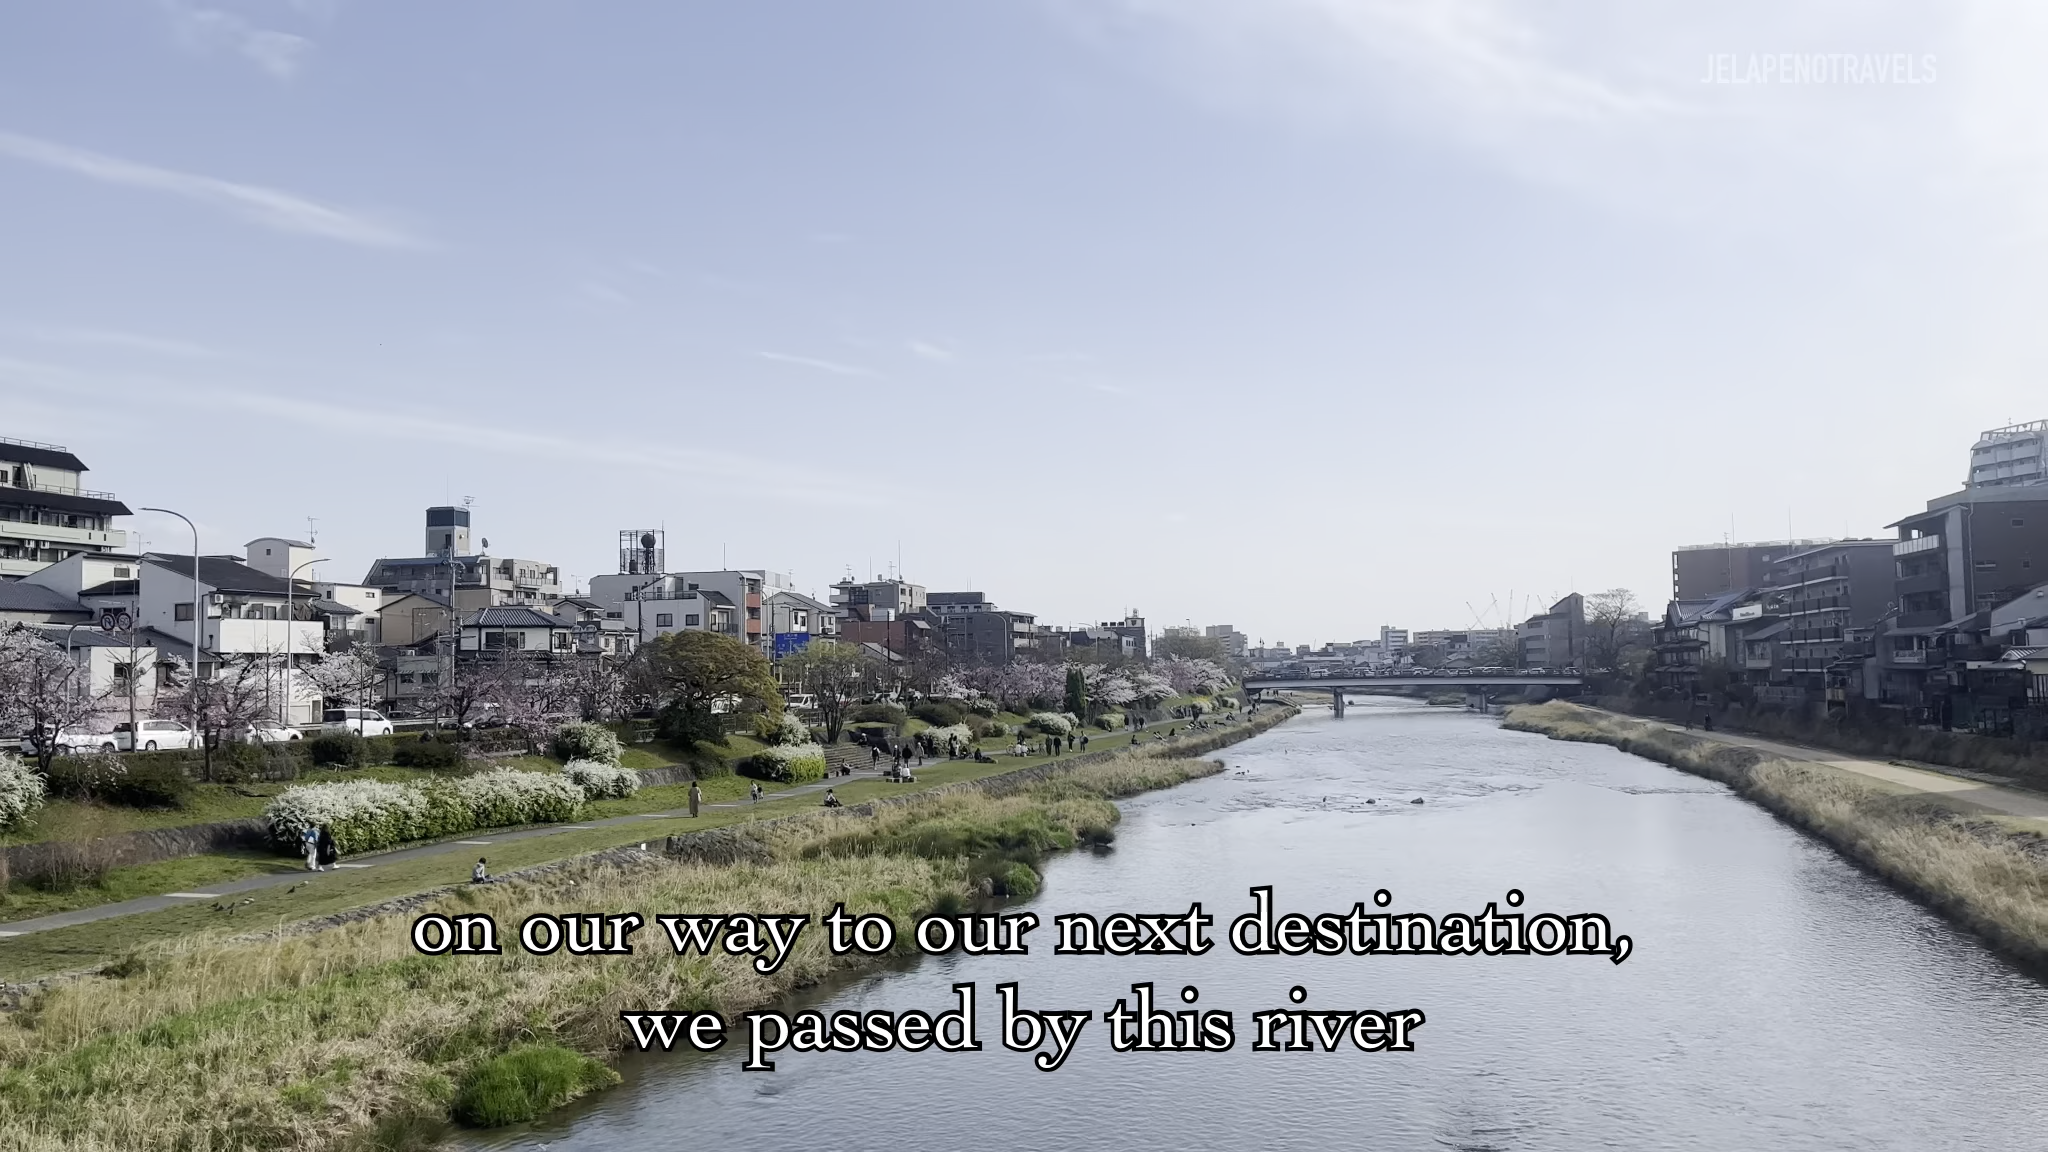 JELAPENOTRAVELS
on our way to our next destination,
we passed by this river